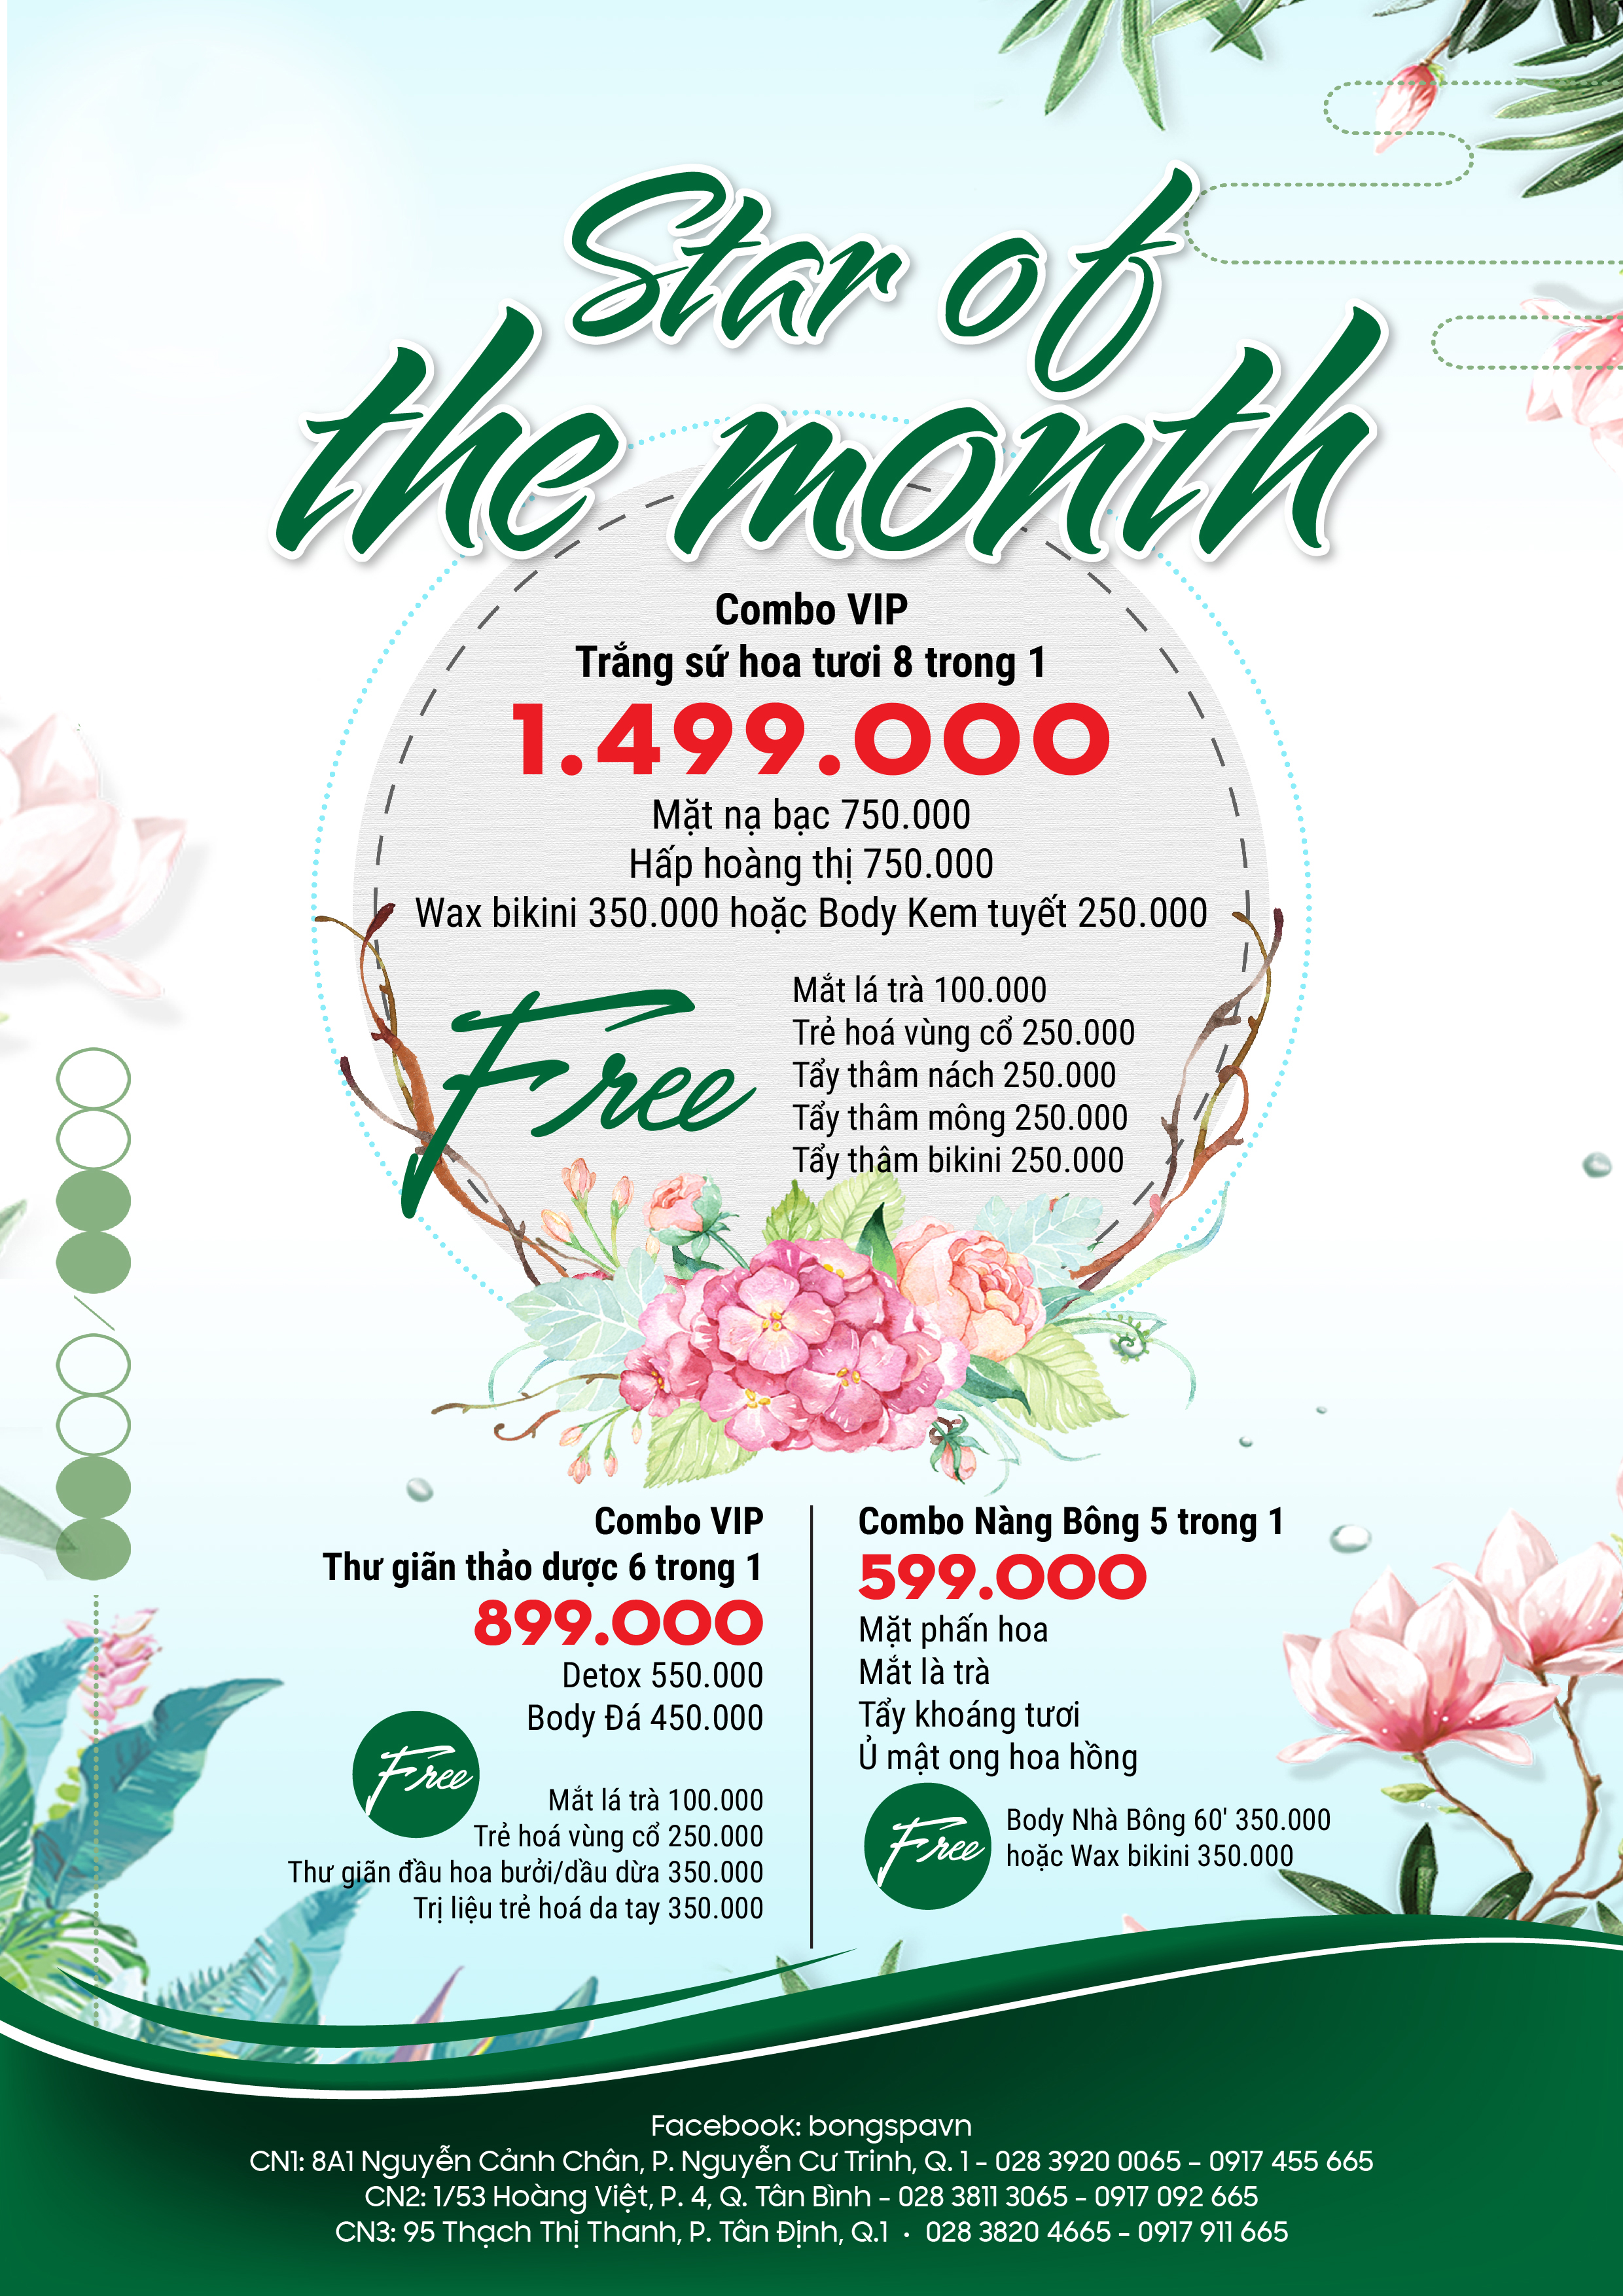 Star of
the month
Combo VIP
Trắng sứ hoa tươi 8 trong 1
1.499.000
Mặt nạ bạc 750.000
Hấp hoàng thị 750.000
Wax bikini 350.000 hoặc Body Kem tuyết 250.000
Free
Mắt lá trà 100.000
Trẻ hoá vùng cổ 250.000
Tẩy thâm nách 250.000
Tẩy thâm mông 250.000
Tẩy thâm bikini 250.000
Combo VIP
Thư giãn thảo dược 6 trong 1
899.000
Detox 550.000
Body Đá 450.000
Free
Mắt lá trà 100.000
Trẻ hoá vùng cổ 250.000
Thư giãn đầu hoa bưởi/dầu dừa 350.000
Trị liệu trẻ hoá da tay 350.000
Combo Nàng Bông 5 trong 1
599.000
Mặt phấn hoa
Mắt là trà
Tẩy khoáng tươi
Ủ mật ong hoa hồng
Free
Body Nhà Bông 60' 350.000
hoặc Wax bikini 350.000
Facebook: bongspavn
CN1: 8A1 Nguyễn Cảnh Chân, P. Nguyễn Cư Trinh, Q. 1 - 028 3920 0065 – 0917 455 665
CN2: 1/53 Hoàng Việt, P. 4, Q. Tân Bình - 028 3811 3065 - 0917 092 665
CN3: 95 Thạch Thị Thanh, P. Tân Định, Q.1 • 028 3820 4665 - 0917 911 665